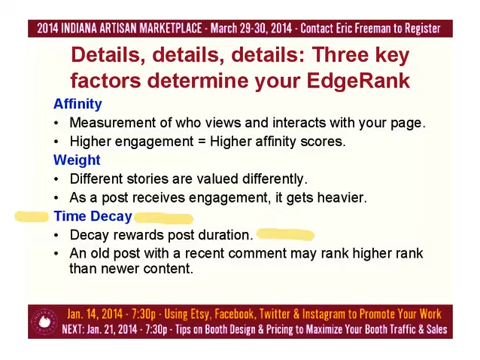 2014 INDIANA ARTISAN MARKETPLACE - March 29-30, 2014 - Contact Eric Freeman to Register
Details, details, details: Three key
factors determine your EdgeRank
Affinity
• Measurement of who views and interacts with your page.
• Higher engagement = Higher affinity scores.
Weight
• Different stories are valued differently.
• As a post receives engagement, it gets heavier.
Time Decay
• Decay rewards post duration.
• An old post with a recent comment may rank higher rank
than newer content.
Jan. 14, 2014 - 7:30p - Using Etsy, Facebook, Twitter & Instagram to Promote Your Work
NEXT: Jan. 21, 2014 - 7:30p - Tips on Booth Design & Pricing to Maximize Your Booth Traffic & Sales